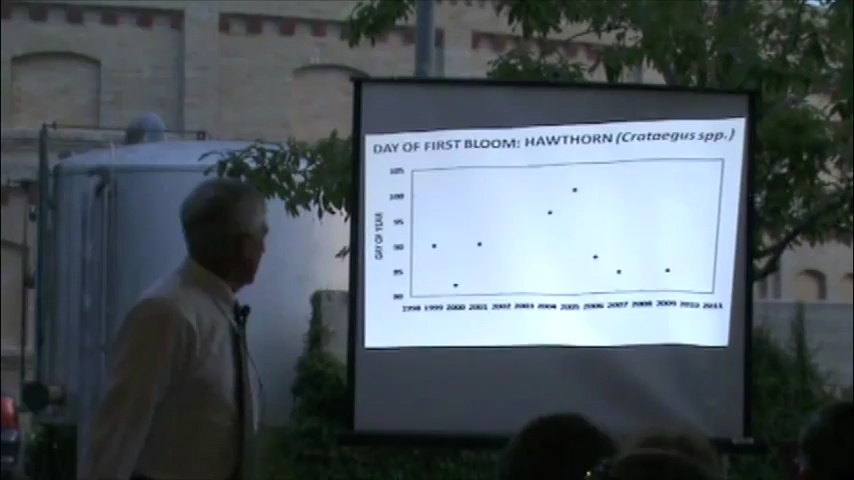 DAY OF FIRST BLOOM: HAWTHORN (Crataegus spp.)
105
100
95
90
85
80
DAY OF YEAR
1998 1999 2000 2001 2002 2003 2004 2005 2006 2007 2008 2009 2010 2011